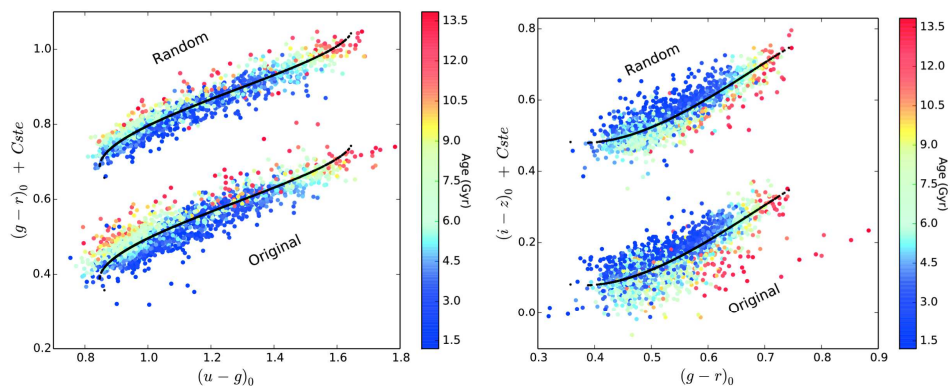 13.5
12.0
10.5
9.0
7.5
6.0
4.5
3.0
1.5
Age (Gyr)
1.0
0.8
0.6
0.4
0.2
(g − r)₀ + Cste
Random
Original
0.8 1.0 1.2 1.4 1.6 1.8
(u − g)₀
13.5
12.0
10.5
9.0
7.5
6.0
4.5
3.0
1.5
Age (Gyr)
0.8
0.6
0.4
0.2
0.0
(i − z)₀ + Cste
Random
Original
0.3 0.4 0.5 0.6 0.7 0.8 0.9
(g − r)₀